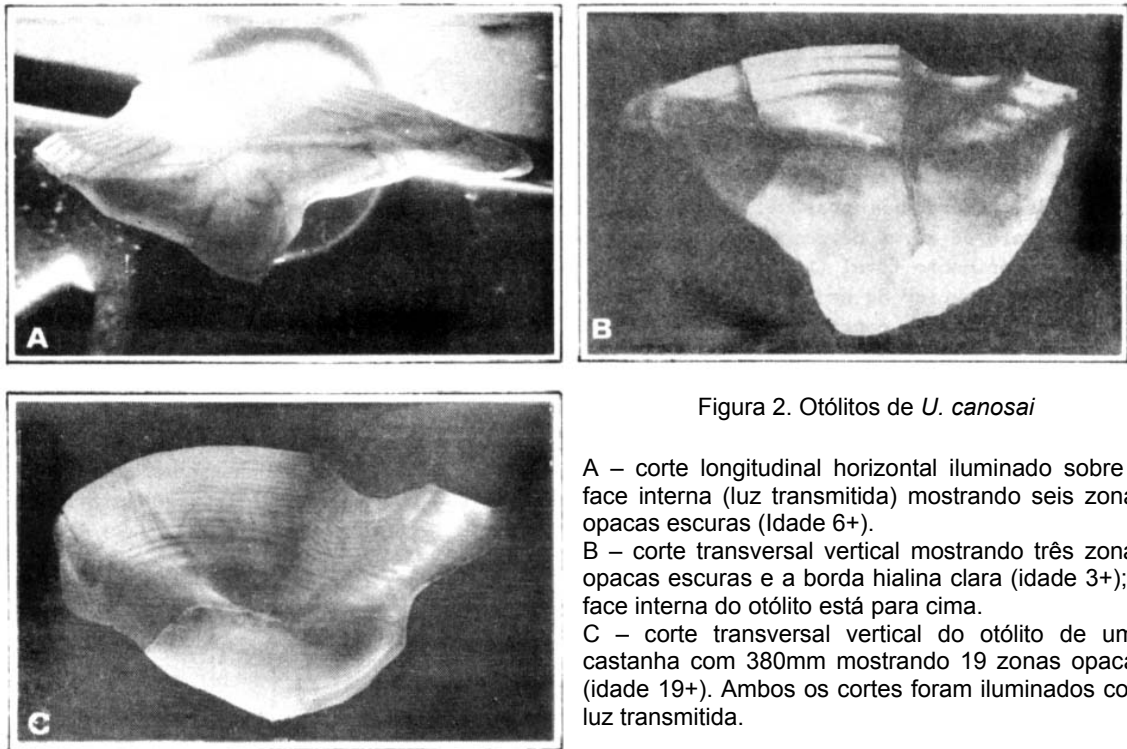 A
B
C
Figura 2. Otólitos de U. canosai
A – corte longitudinal horizontal iluminado sobre
face interna (luz transmitida) mostrando seis zona
opacas escuras (Idade 6+).
B – corte transversal vertical mostrando três zona
opacas escuras e a borda hialina clara (idade 3+);
face interna do otólito está para cima.
C – corte transversal vertical do otólito de um
castanha com 380mm mostrando 19 zonas opaca
(idade 19+). Ambos os cortes foram iluminados co
luz transmitida.